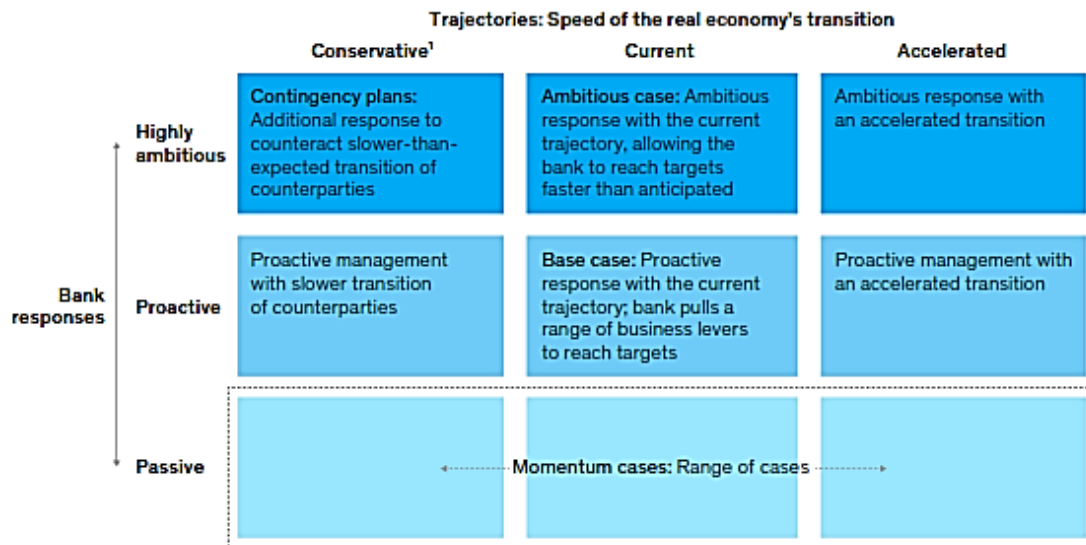 Trajectories: Speed of the real economy's transition
Conservative¹
Current
Accelerated
Bank
responses
Highly
ambitious
Contingency plans:
Additional response to
counteract slower-than-
expected transition of
counterparties
Ambitious case: Ambitious
response with the current
trajectory, allowing the
bank to reach targets
faster than anticipated
Ambitious response with
an accelerated transition
Proactive
Proactive management
with slower transition
of counterparties
Base case: Proactive
response with the current
trajectory; bank pulls a
range of business levers
to reach targets
Proactive management with
an accelerated transition
Passive
Momentum cases: Range of cases